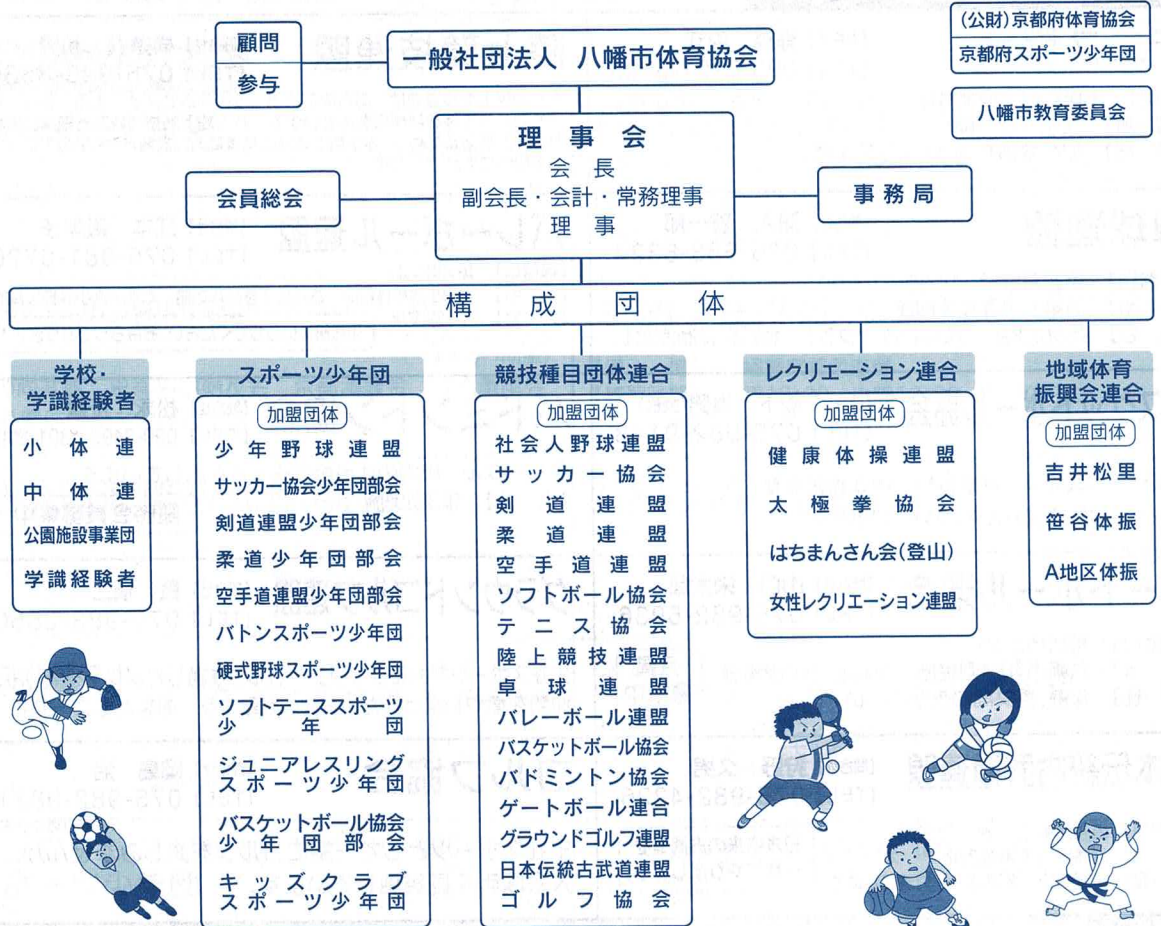 顧問
参与
一般社団法人 八幡市体育協会
(公財)京都府体育協会
京都府スポーツ少年団
八幡市教育委員会
理事会
会長
副会長・会計・常務理事
理事
会員総会
事務局
構成団体
学校・
学識経験者
小体連
中体連
公園施設事業団
学識経験者
スポーツ少年団
加盟団体
少年野球連盟
サッカー協会少年団部会
剣道連盟少年団部会
柔道少年団部会
空手道連盟少年団部会
バトンスポーツ少年団
硬式野球スポーツ少年団
ソフトテニススポーツ
少年団
ジュニアレスリング
スポーツ少年団
バスケットボール協会
少年団部会
キッズクラブ
スポーツ少年団
競技種目団体連合
加盟団体
社会人野球連盟
サッカー協会
剣道連盟
柔道連盟
空手道連盟
ソフトボール協会
テニス協会
陸上競技連盟
卓球連盟
バレーボール連盟
バスケットボール協会
バドミントン協会
ゲートボール連合
グラウンドゴルフ連盟
日本伝統古武道連盟
ゴルフ協会
レクリエーション連合
加盟団体
健康体操連盟
太極拳協会
はちまんさん会(登山)
女性レクリエーション連盟
地域体育
振興会連合
加盟団体
吉井松里
笹谷体振
A地区体振